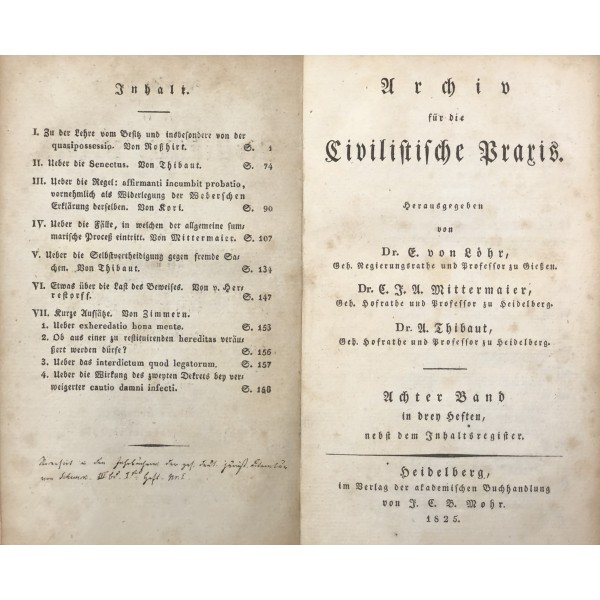 Inhalt.
I. Zu der Lehre vom Besitz und insbesondere von der
quasipossessio. Von Roßhirt. S. 1
II. Ueber die Senectus. Von Thibaut. S. 74
III. Ueber die Regel: affirmanti incumbit probatio,
vornehmlich als Widerlegung der Weberschen
Erklärung derselben. Von Kori. S. 90
IV. Ueber die Fälle, in welchen der allgemeine sum-
marische Proceß eintritt. Von Mittermaier. S. 107
V. Ueber die Selbstvertheidigung gegen fremde Sa-
chen. Von Thibaut. S. 134
VI. Etwas über die Last des Beweises. Von v. Her-
restorff. S. 147
VII. Kurze Aufsätze. Von Zimmern.
1. Ueber exheredatio bona mente. S. 153
2. Ob aus einer zu restituirenden hereditas veräu-
ßert werden dürfe? S. 156
3. Ueber das interdictum quod legatorum. S. 157
4. Ueber die Wirkung des zweyten Dekrets bey ver-
weigerter cautio damni infecti. S. 158
Archiv
für die
Civilistische Praxis.
Herausgegeben
von
Dr. E. von Löhr,
Geh. Regierungsrathe und Professor zu Gießen.
Dr. C. J. A. Mittermaier,
Geh. Hofrathe und Professor zu Heidelberg.
Dr. A. Thibaut,
Geh. Hofrathe und Professor zu Heidelberg.
Achter Band
in drey Heften,
nebst dem Inhaltsregister.
Heidelberg,
im Verlag der akademischen Buchhandlung
von J. C. B. Mohr.
1825.